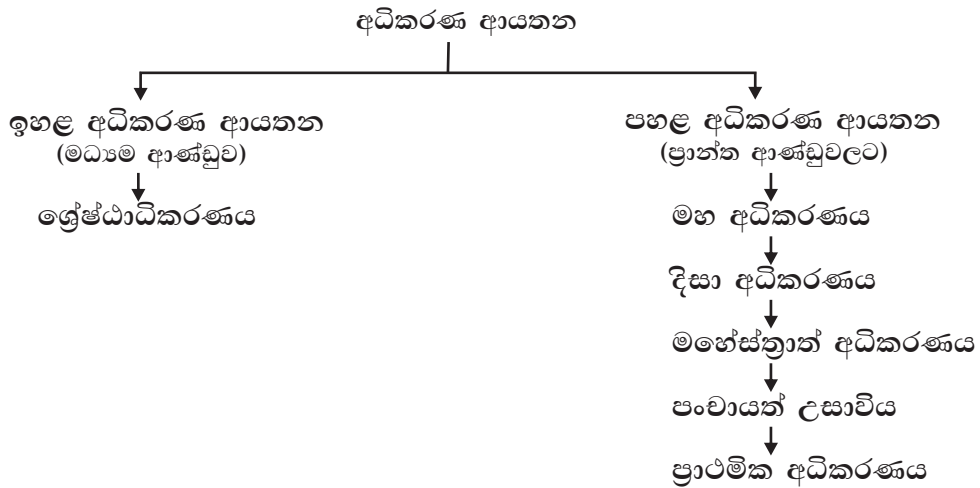 අධිකරණ ආයතන
ඉහළ අධිකරණ ආයතන
(මධ්‍යම ආණ්ඩුව)
ශ්‍රේෂ්ඨාධිකරණය
පහළ අධිකරණ ආයතන
(ප්‍රාන්ත ආණ්ඩුවලට)
මහ අධිකරණය
දිසා අධිකරණය
මහේස්ත්‍රාත් අධිකරණය
පංචායත් උසාවිය
ප්‍රාථමික අධිකරණය